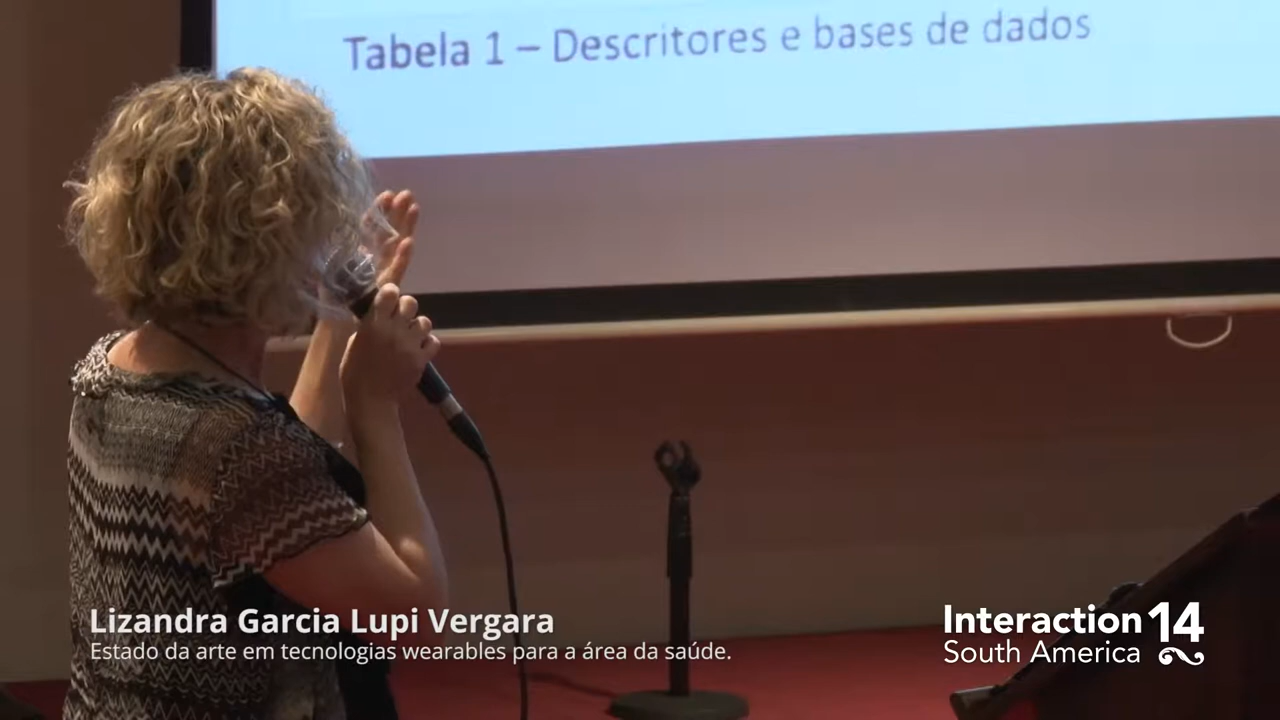 Tabela 1 – Descritores e bases de dados
Lizandra Garcia Lupi Vergara
Estado da arte em tecnologias wearables para a área da saúde.
Interaction 14
South America